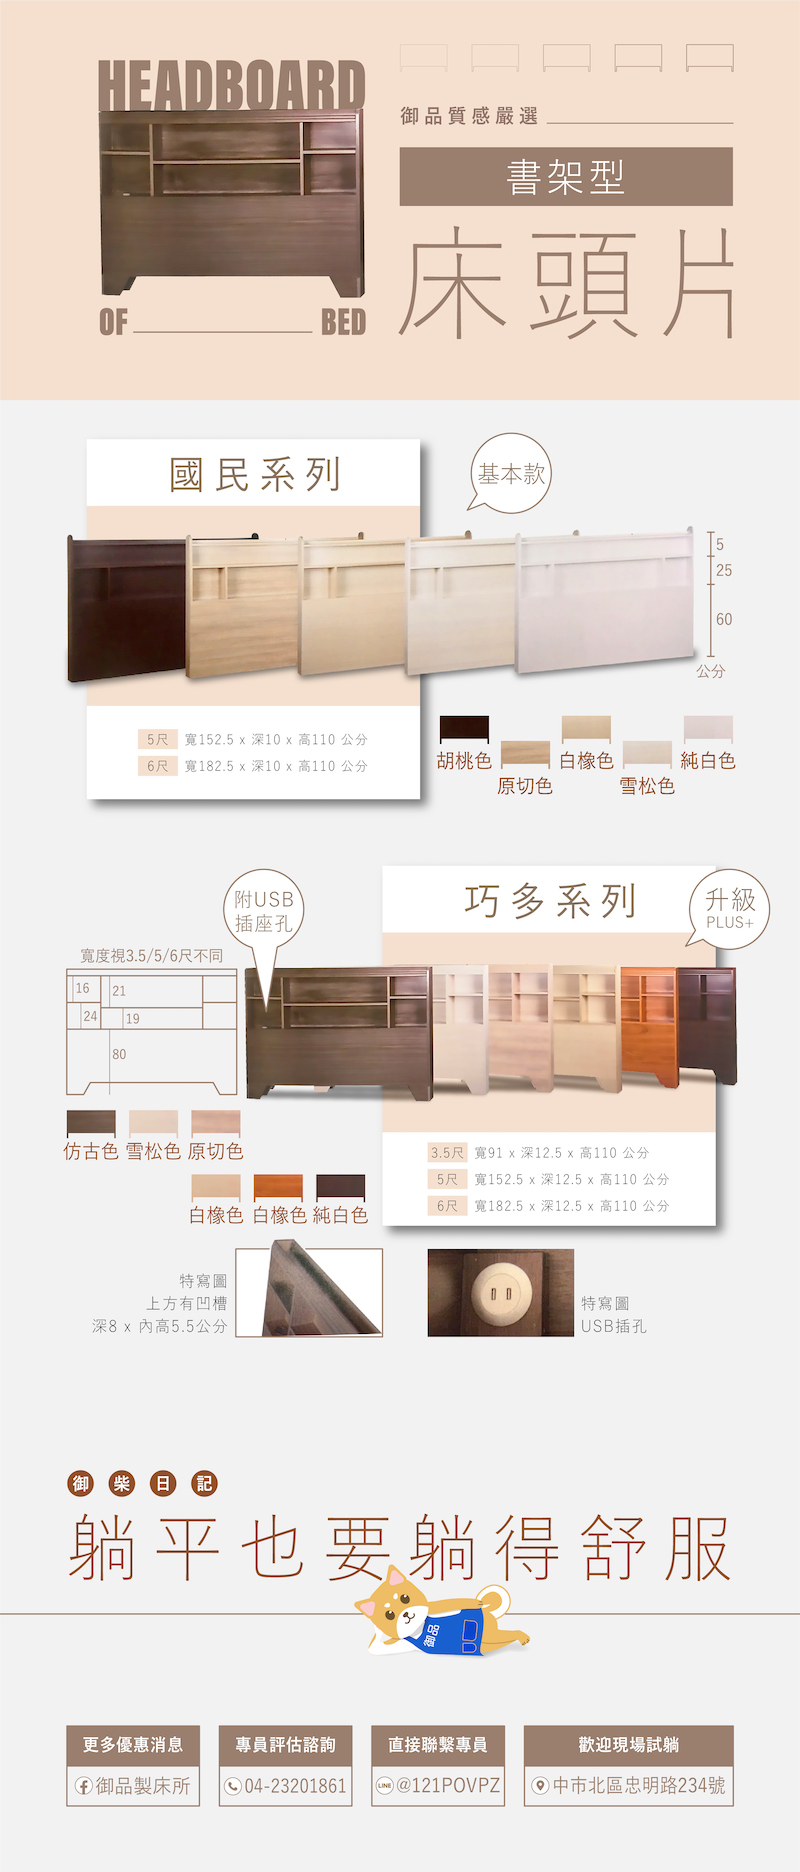 HEADBOARD
OF
BED
御品質感嚴選
書架型
床頭片
國民系列
基本款
5
25
60
公分
5尺 寬152.5 x 深10 x 高110 公分
6尺 寬182.5 x 深10 x 高110 公分
胡桃色
原切色
白橡色
雪松色
純白色
附USB
插座孔
巧多系列
升級
PLUS+
寬度視3.5/5/6尺不同
16
21
24
19
80
仿古色
雪松色
原切色
白橡色
白橡色
純白色
3.5尺 寬91 x 深12.5 x 高110 公分
5尺 寬152.5 x 深12.5 x 高110 公分
6尺 寬182.5 x 深12.5 x 高110 公分
特寫圖
上方有凹槽
深8 x 內高5.5公分
特寫圖
USB插孔
御柴日記
躺平也要躺得舒服
御品
更多優惠消息
御品製床所
專員評估諮詢
04-23201861
直接聯繫專員
LINE @121POVPZ
歡迎現場試躺
中市北區忠明路234號